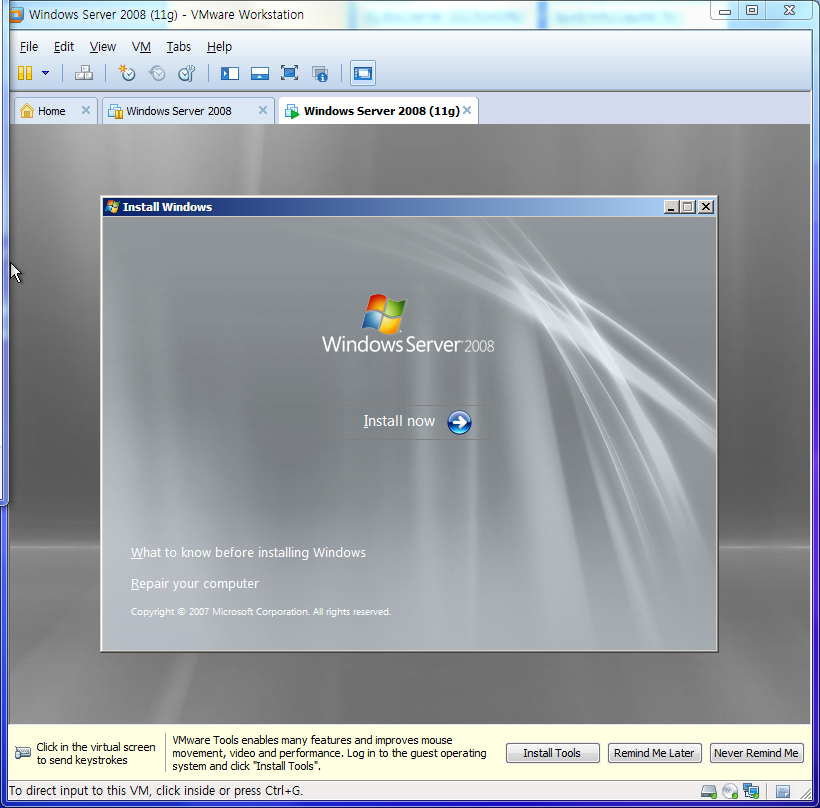 Windows Server 2008 (11g) - VMware Workstation
File Edit View VM Tabs Help
Home Windows Server 2008 Windows Server 2008 (11g)
Install Windows
Windows Server 2008
Install now
What to know before installing Windows
Repair your computer
Copyright © 2007 Microsoft Corporation. All rights reserved.
Click in the virtual screen
to send keystrokes
VMware Tools enables many features and improves mouse
movement, video and performance. Log in to the guest operating
system and click "Install Tools".
Install Tools Remind Me Later Never Remind Me
To direct input to this VM, click inside or press Ctrl+G.